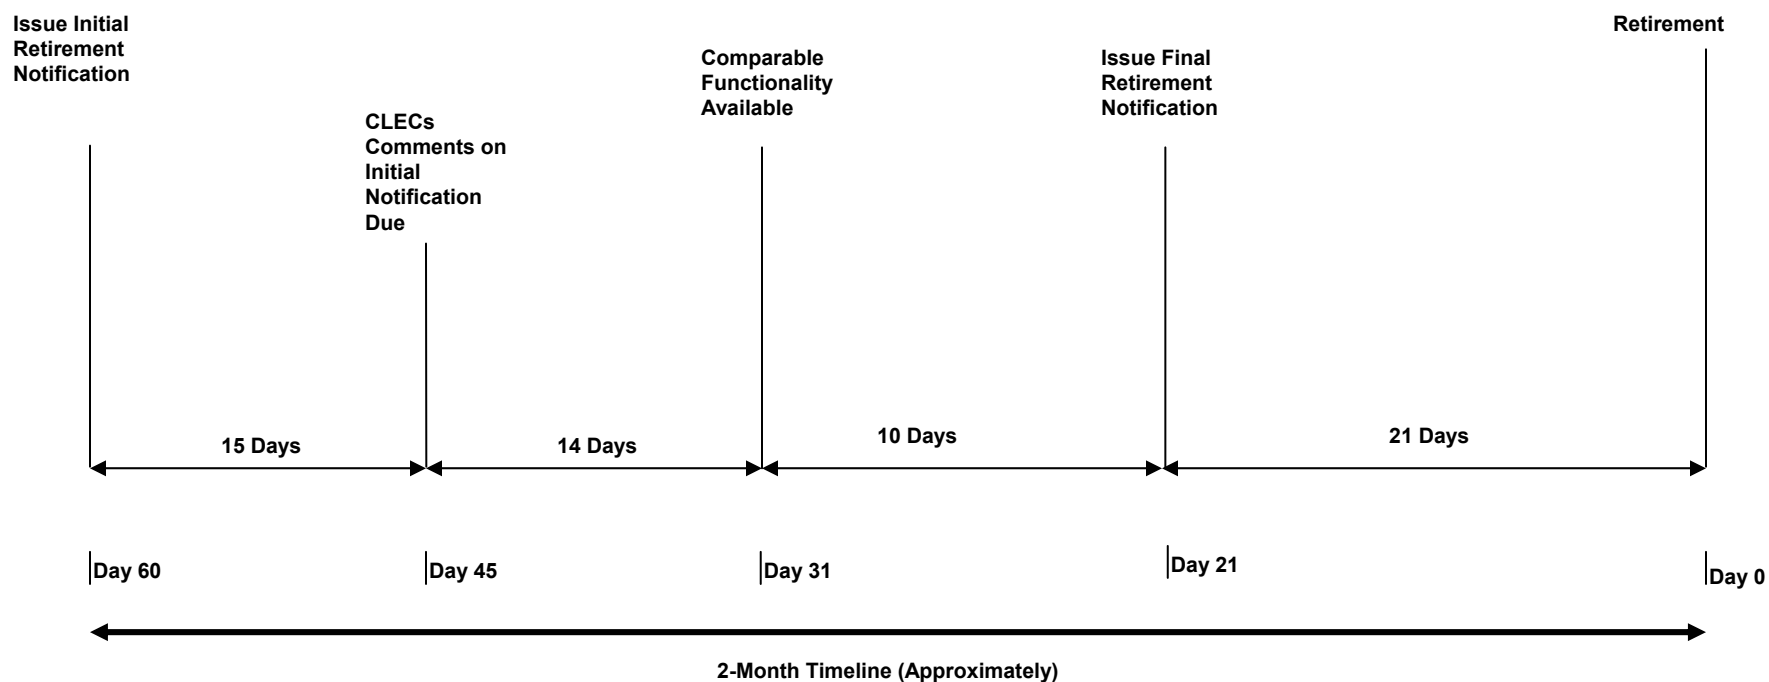 Issue Initial
Retirement
Notification
CLECs
Comments on
Initial
Notification
Due
Comparable
Functionality
Available
Issue Final
Retirement
Notification
Retirement
15 Days
14 Days
10 Days
21 Days
Day 60
Day 45
Day 31
Day 21
Day 0
2-Month Timeline (Approximately)